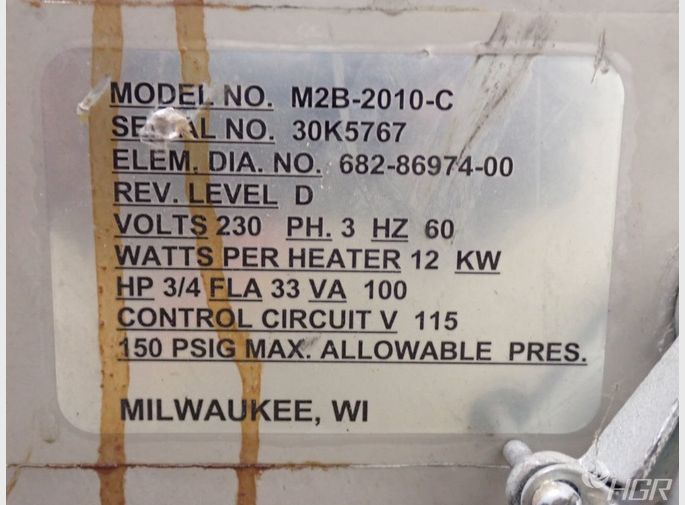 MODEL NO. M2B-2010-C
SERIAL NO. 30K5767
ELEM. DIA. NO. 682-86974-00
REV. LEVEL D
VOLTS 230 PH. 3 HZ 60
WATTS PER HEATER 12 KW
HP 3/4 FLA 33 VA 100
CONTROL CIRCUIT V 115
150 PSIG MAX. ALLOWABLE PRES.
MILWAUKEE, WI
HGR